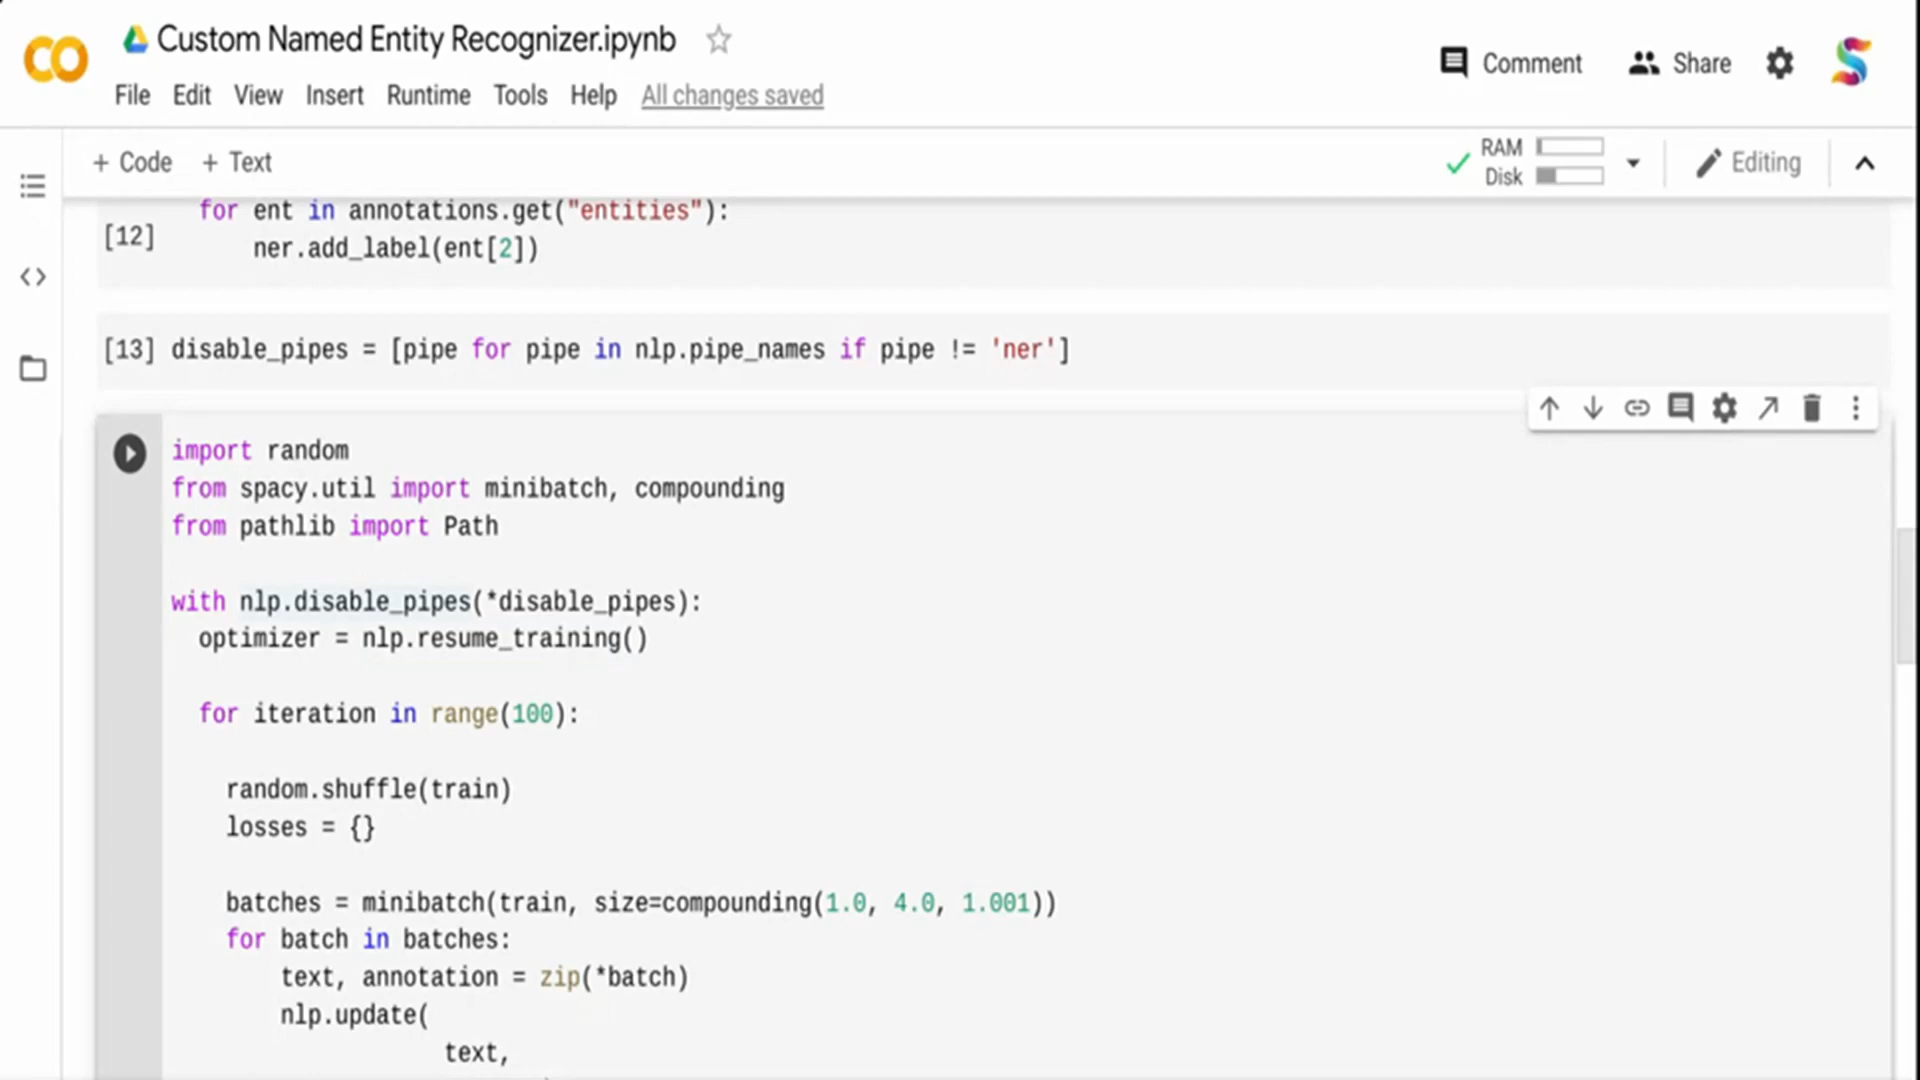 Custom Named Entity Recognizer.ipynb
File Edit View Insert Runtime Tools Help All changes saved
Comment Share
+ Code + Text
RAM
Disk
Editing
for ent in annotations.get("entities"):
[12]
ner.add_label(ent[2])
[13] disable_pipes = [pipe for pipe in nlp.pipe_names if pipe != 'ner']
import random
from spacy.util import minibatch, compounding
from pathlib import Path
with nlp.disable_pipes(*disable_pipes):
optimizer = nlp.resume_training()
for iteration in range(100):
random.shuffle(train)
losses = {}
batches = minibatch(train, size=compounding(1.0, 4.0, 1.001))
for batch in batches:
text, annotation = zip(*batch)
nlp.update(
text,